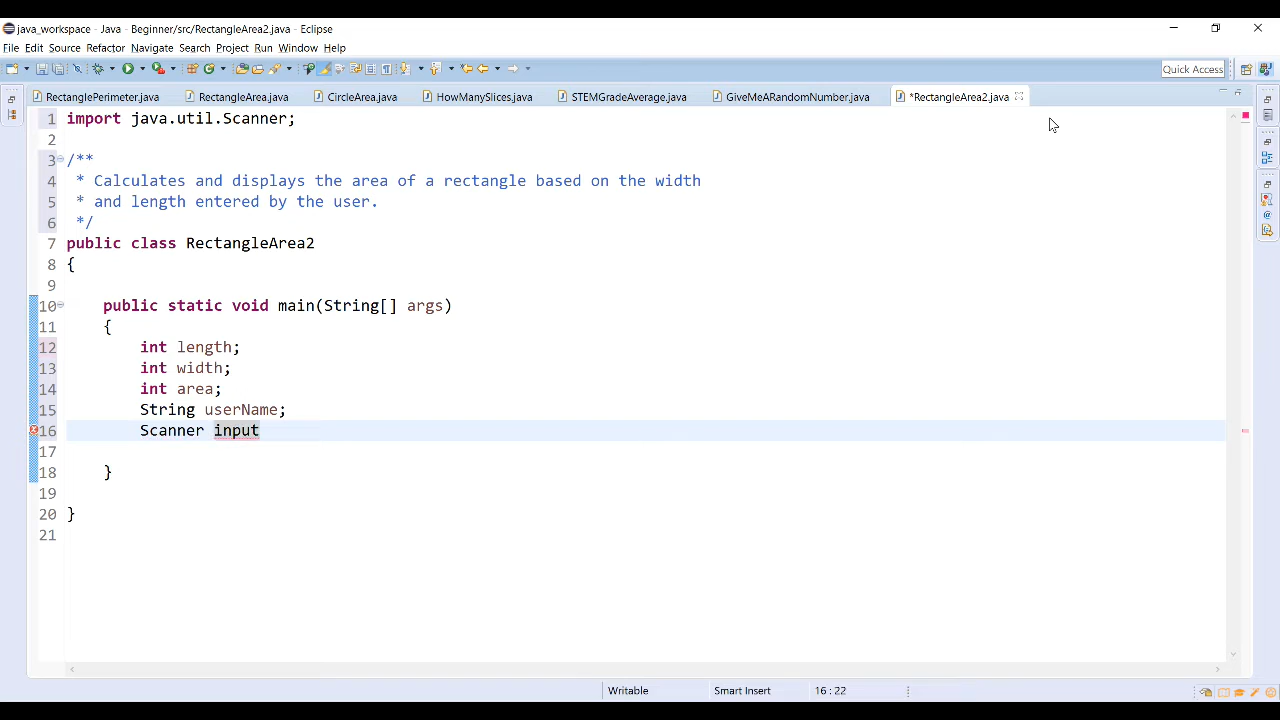 java_workspace - Java - Beginner/src/RectangleArea2.java - Eclipse
File Edit Source Refactor Navigate Search Project Run Window Help
Quick Access
RectanglePerimeter.java RectangleArea.java CircleArea.java HowManySlices.java STEMGradeAverage.java GiveMeARandomNumber.java *RectangleArea2.java
1 import java.util.Scanner;
2
3 /**
4 * Calculates and displays the area of a rectangle based on the width
5 * and length entered by the user.
6 */
7 public class RectangleArea2
8 {
9
10 public static void main(String[] args)
11 {
12 int length;
13 int width;
14 int area;
15 String userName;
16 Scanner input
17
18 }
19
20 }
21
Writable Smart Insert 16 : 22